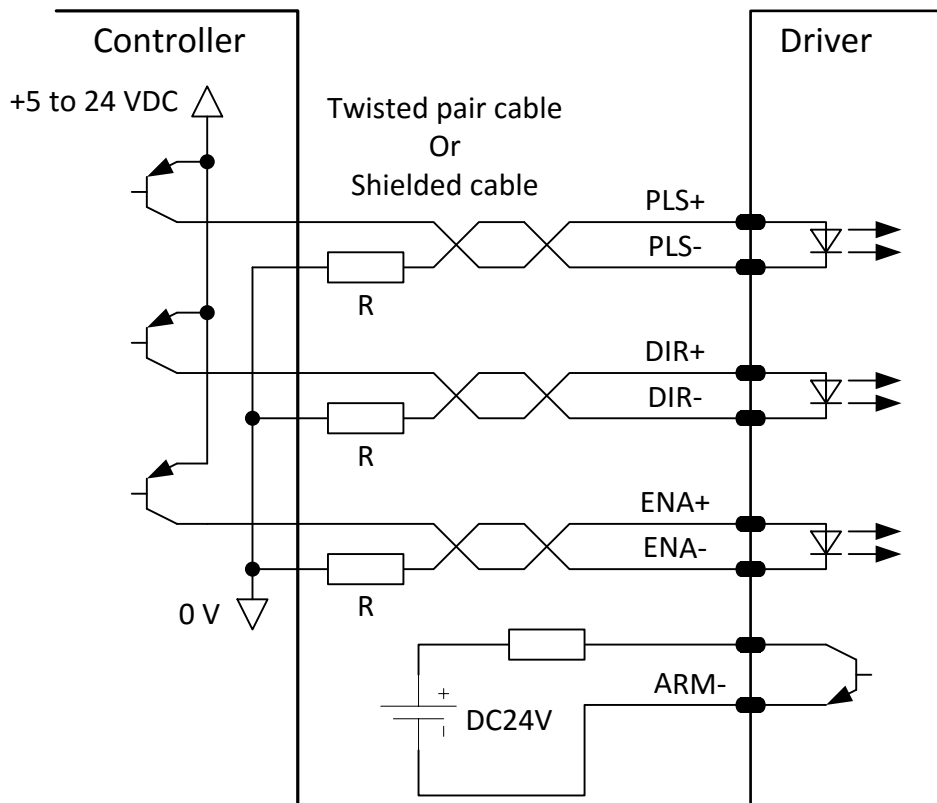 Controller
Driver
+5 to 24 VDC
Twisted pair cable
Or
Shielded cable
PLS+
PLS-
R
DIR+
DIR-
R
ENA+
ENA-
R
0 V
ARM-
+
DC24V
-